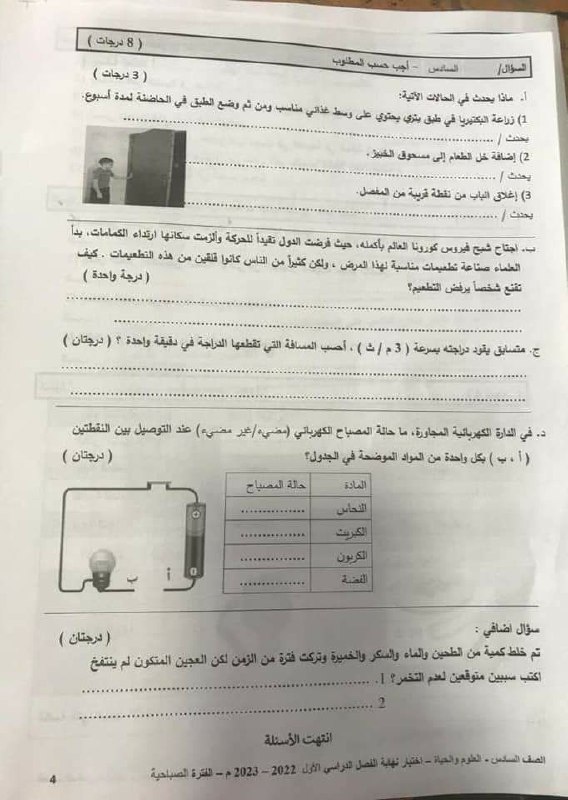 السؤال/ السادس - أجب حسب المطلوب ( 8 درجات )
أ. ماذا يحدث في الحالات الآتية: ( 3 درجات )
1) زراعة البكتيريا في طبق بتري يحتوي على وسط غذائي مناسب ومن ثم وضع الطبق في الحاضنة لمدة أسبوع.
يحدث / ............................
2) إضافة خل الطعام إلى مسحوق الخبيز.
يحدث / ............................
3) إغلاق الباب من نقطة قريبة من المفصل.
يحدث / ............................
ب. اجتاح شبح فيروس كورونا العالم بأكمله، حيث فرضت الدول تقيداً للحركة وألزمت سكانها ارتداء الكمامات، بدأ
العلماء صناعة تطعيمات مناسبة لهذا المرض ، ولكن كثيراً من الناس كانوا قلقين من هذه التطعيمات . كيف
تقنع شخصاً يرفض التطعيم؟ ( درجة واحدة )
ج. متسابق يقود دراجته بسرعة ( 3 م / ث ) ، أحسب المسافة التي تقطعها الدراجة في دقيقة واحدة ؟ ( درجتان )
د- في الدارة الكهربائية المجاورة، ما حالة المصباح الكهربائي (مضيء/غير مضيء) عند التوصيل بين النقطتين
( أ ، ب ) بكل واحدة من المواد الموضحة في الجدول؟ ( درجتان )
المادة حالة المصباح
النحاس ...............
الكبريت ...............
الكربون ...............
الفضة ...............
أ ب
سؤال اضافي : ( درجتان )
تم خلط كمية من الطحين والماء والسكر والخميرة وتركت فترة من الزمن لكن العجين المتكون لم ينتفخ
اكتب سببين متوقعين لعدم التخمر؟ 1. ............................
2 ............................
انتهت الأسئلة
الصف السادس - العلوم والحياة – اختبار نهاية الفصل الدراسي الأول 2022 – 2023 م – الفترة الصباحية
4